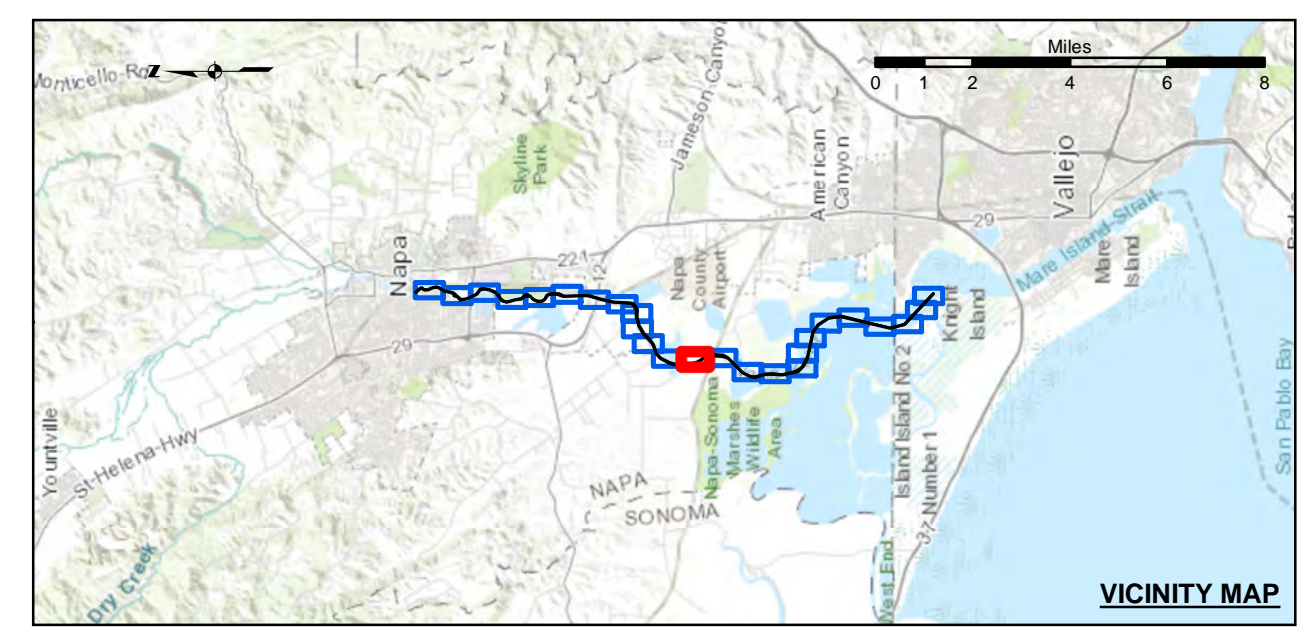 Monticello-Rd
Z
Miles
0 1 2 4 6 8
Jameson Canyon
Skyline
Park
American
Canyon
Vallejo
29
Mare Island-Strait
Mare
Island
Napa
221
12
Napa
County
Airport
Knight
Island
29
Yountville
St-Helena-Hwy
Napa-Sonoma
Marshes
Wildlife
Area
Island Island No 2
37-Number 1
San Pablo Bay
NAPA
SONOMA
Dry Creek
West End
VICINITY MAP